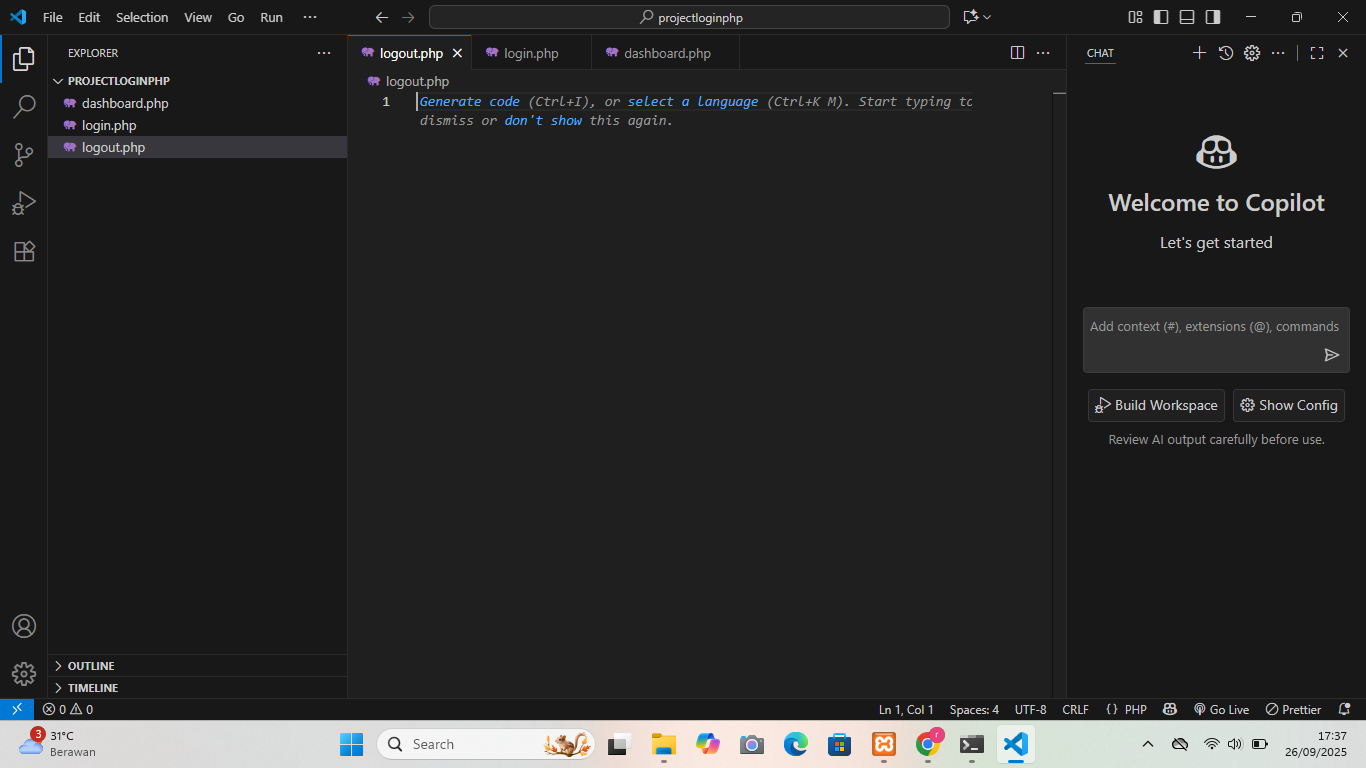 File Edit Selection View Go Run ···
projectloginphp
EXPLORER
PROJECTLOGINPHP
dashboard.php
login.php
logout.php
OUTLINE
TIMELINE
logout.php login.php dashboard.php
logout.php
1 Generate code (Ctrl+I), or select a language (Ctrl+K M). Start typing to
dismiss or don't show this again.
CHAT
Welcome to Copilot
Let's get started
Add context (#), extensions (@), commands
Build Workspace Show Config
Review AI output carefully before use.
0 0 Ln 1, Col 1 Spaces: 4 UTF-8 CRLF {} PHP Go Live Prettier
3 31°C
Berawan
Search
r
17:37
26/09/2025